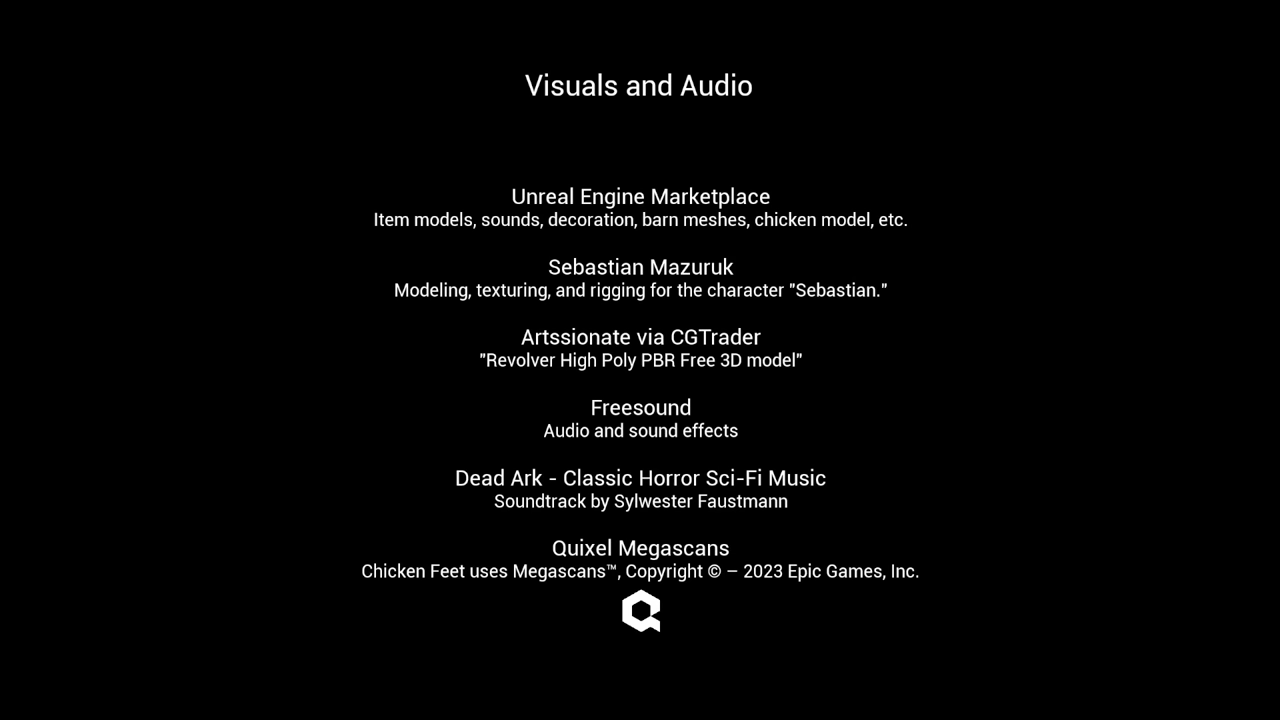 Visuals and Audio
Unreal Engine Marketplace
Item models, sounds, decoration, barn meshes, chicken model, etc.
Sebastian Mazuruk
Modeling, texturing, and rigging for the character "Sebastian."
Artssionate via CGTrader
"Revolver High Poly PBR Free 3D model"
Freesound
Audio and sound effects
Dead Ark - Classic Horror Sci-Fi Music
Soundtrack by Sylwester Faustmann
Quixel Megascans
Chicken Feet uses Megascans™, Copyright © – 2023 Epic Games, Inc.